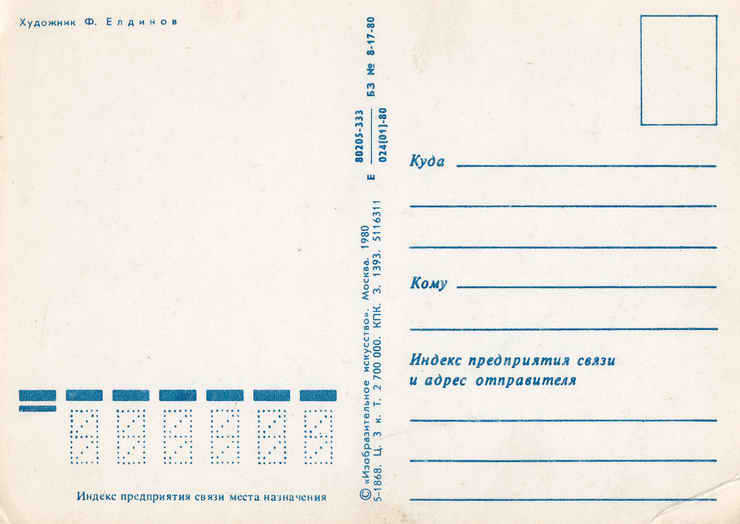 Художник Ф. Елдинов
Индекс предприятия связи места назначения
© «Изобразительное искусство». Москва. 1980
5-1868. Ц. 3 к. Т. 2 700 000. КПК. З. 1393. 5116311
Е 80205-333
024(01)-80
БЗ № 8-17-80
Куда
Кому
Индекс предприятия связи
и адрес отправителя